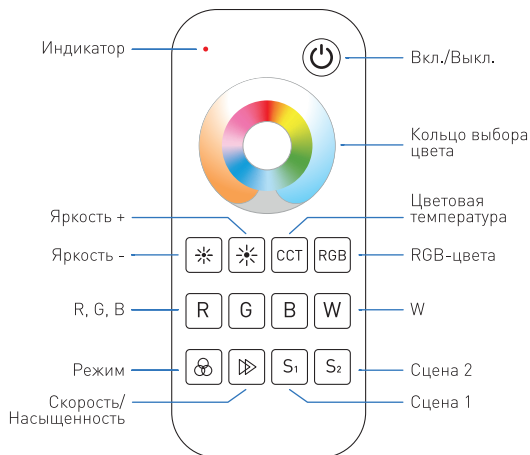 Индикатор
Вкл./Выкл.
Кольцо выбора
цвета
Яркость +
Цветовая
температура
Яркость -
CCT
RGB
RGB-цвета
R, G, B
R
G
B
W
W
Режим
S1
S2
Сцена 2
Скорость/
Насыщенность
Сцена 1